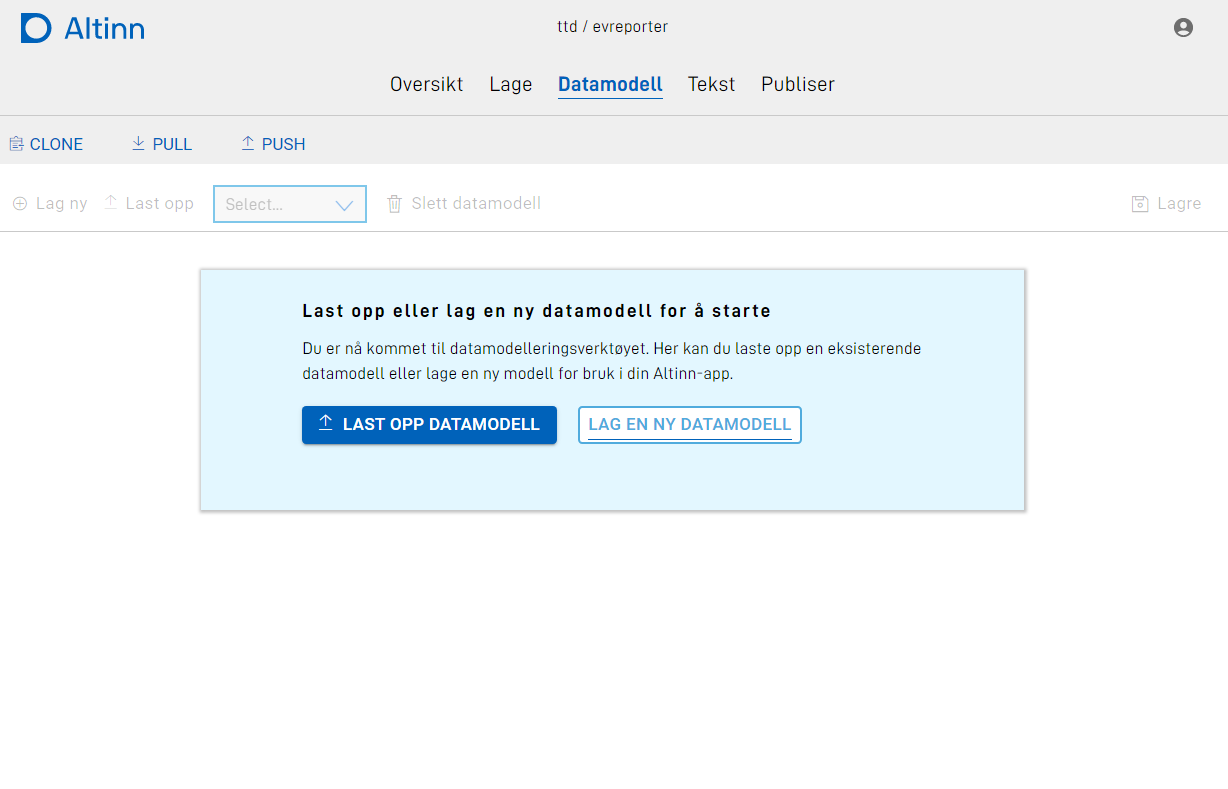 Altinn
ttd / evreporter
Oversikt Lage Datamodell Tekst Publiser
CLONE PULL PUSH
Lag ny Last opp Select... Slett datamodell Lagre
Last opp eller lag en ny datamodell for å starte
Du er nå kommet til datamodelleringsverktøyet. Her kan du laste opp en eksisterende
datamodell eller lage en ny modell for bruk i din Altinn-app.
LAST OPP DATAMODELL LAG EN NY DATAMODELL